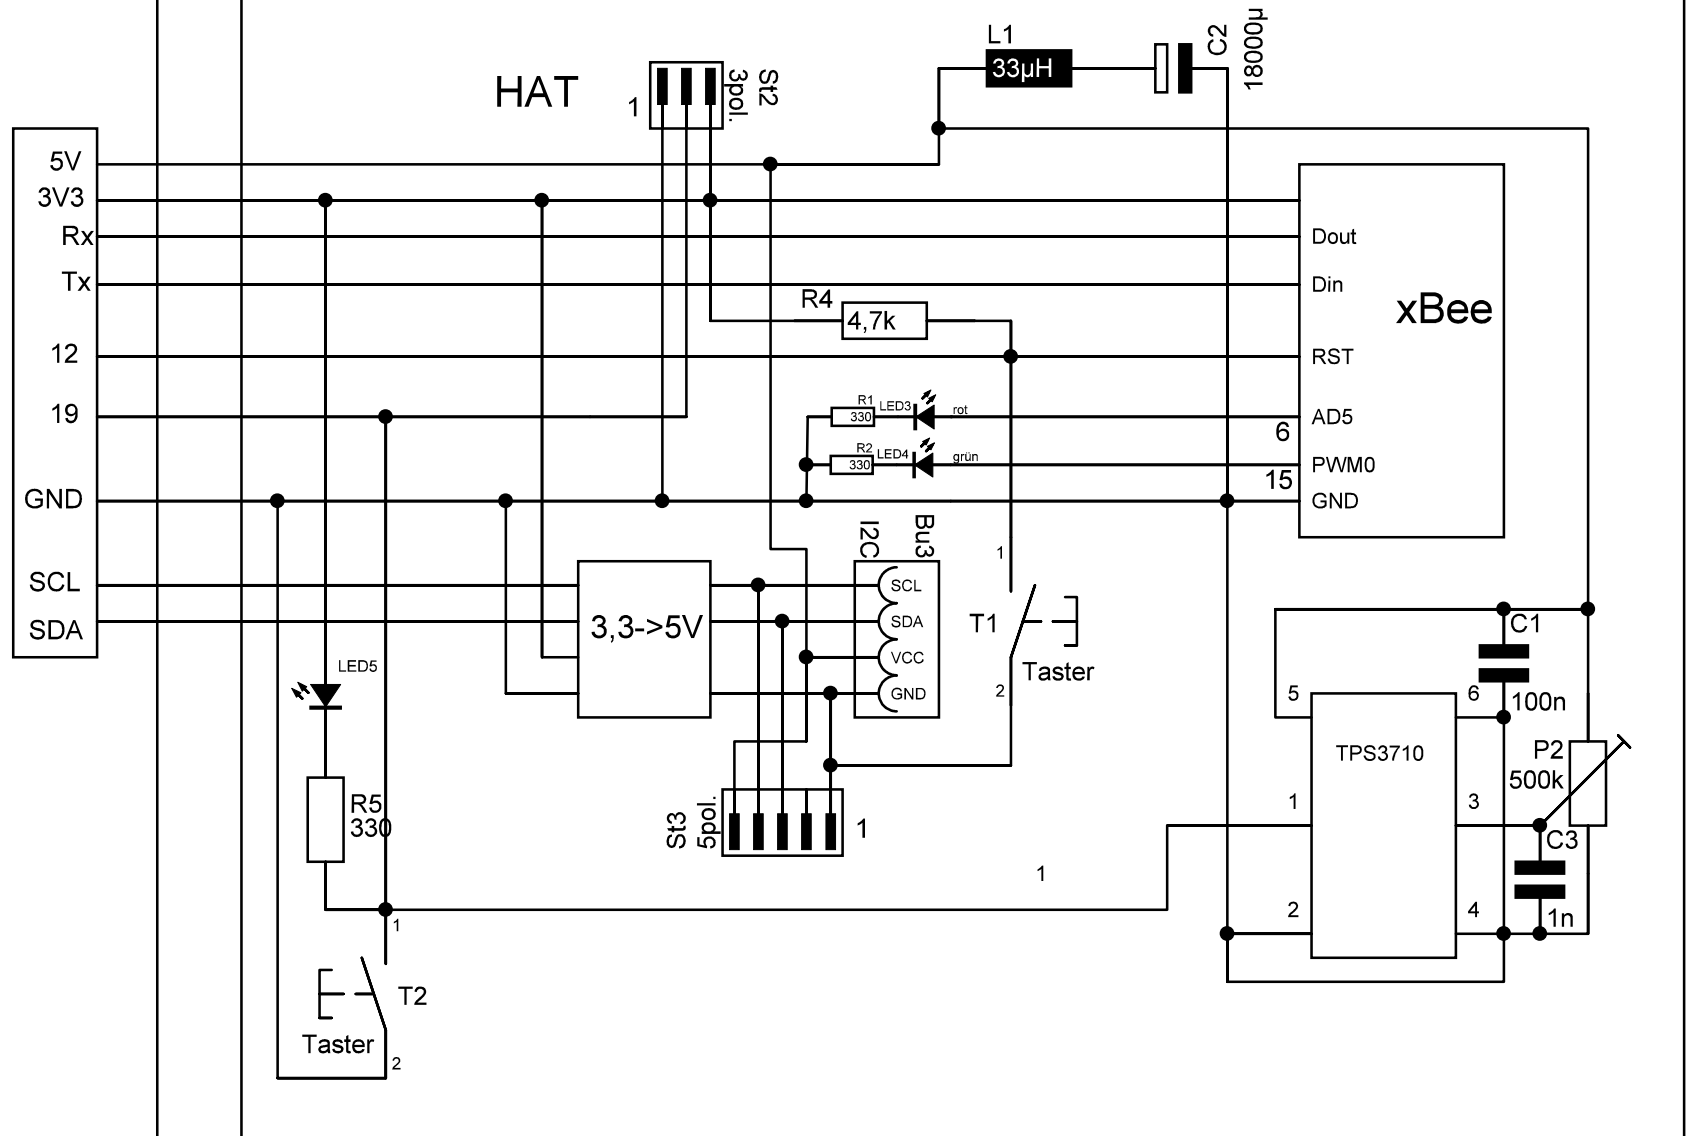 HAT
1
St2
3pol.
L1
33µH
C2
18000µ
5V
3V3
Rx
Tx
12
19
GND
SCL
SDA
R4
4,7k
R1
330
LED3
rot
R2
330
LED4
grün
Dout
Din
xBee
RST
AD5
6
PWM0
15
GND
3,3->5V
I2C
Bu3
SCL
SDA
VCC
GND
1
T1
Taster
2
St3
5pol.
1
LED5
R5
330
1
T2
Taster
2
1
C1
100n
5
6
TPS3710
1
3
2
4
P2
500k
C3
1n